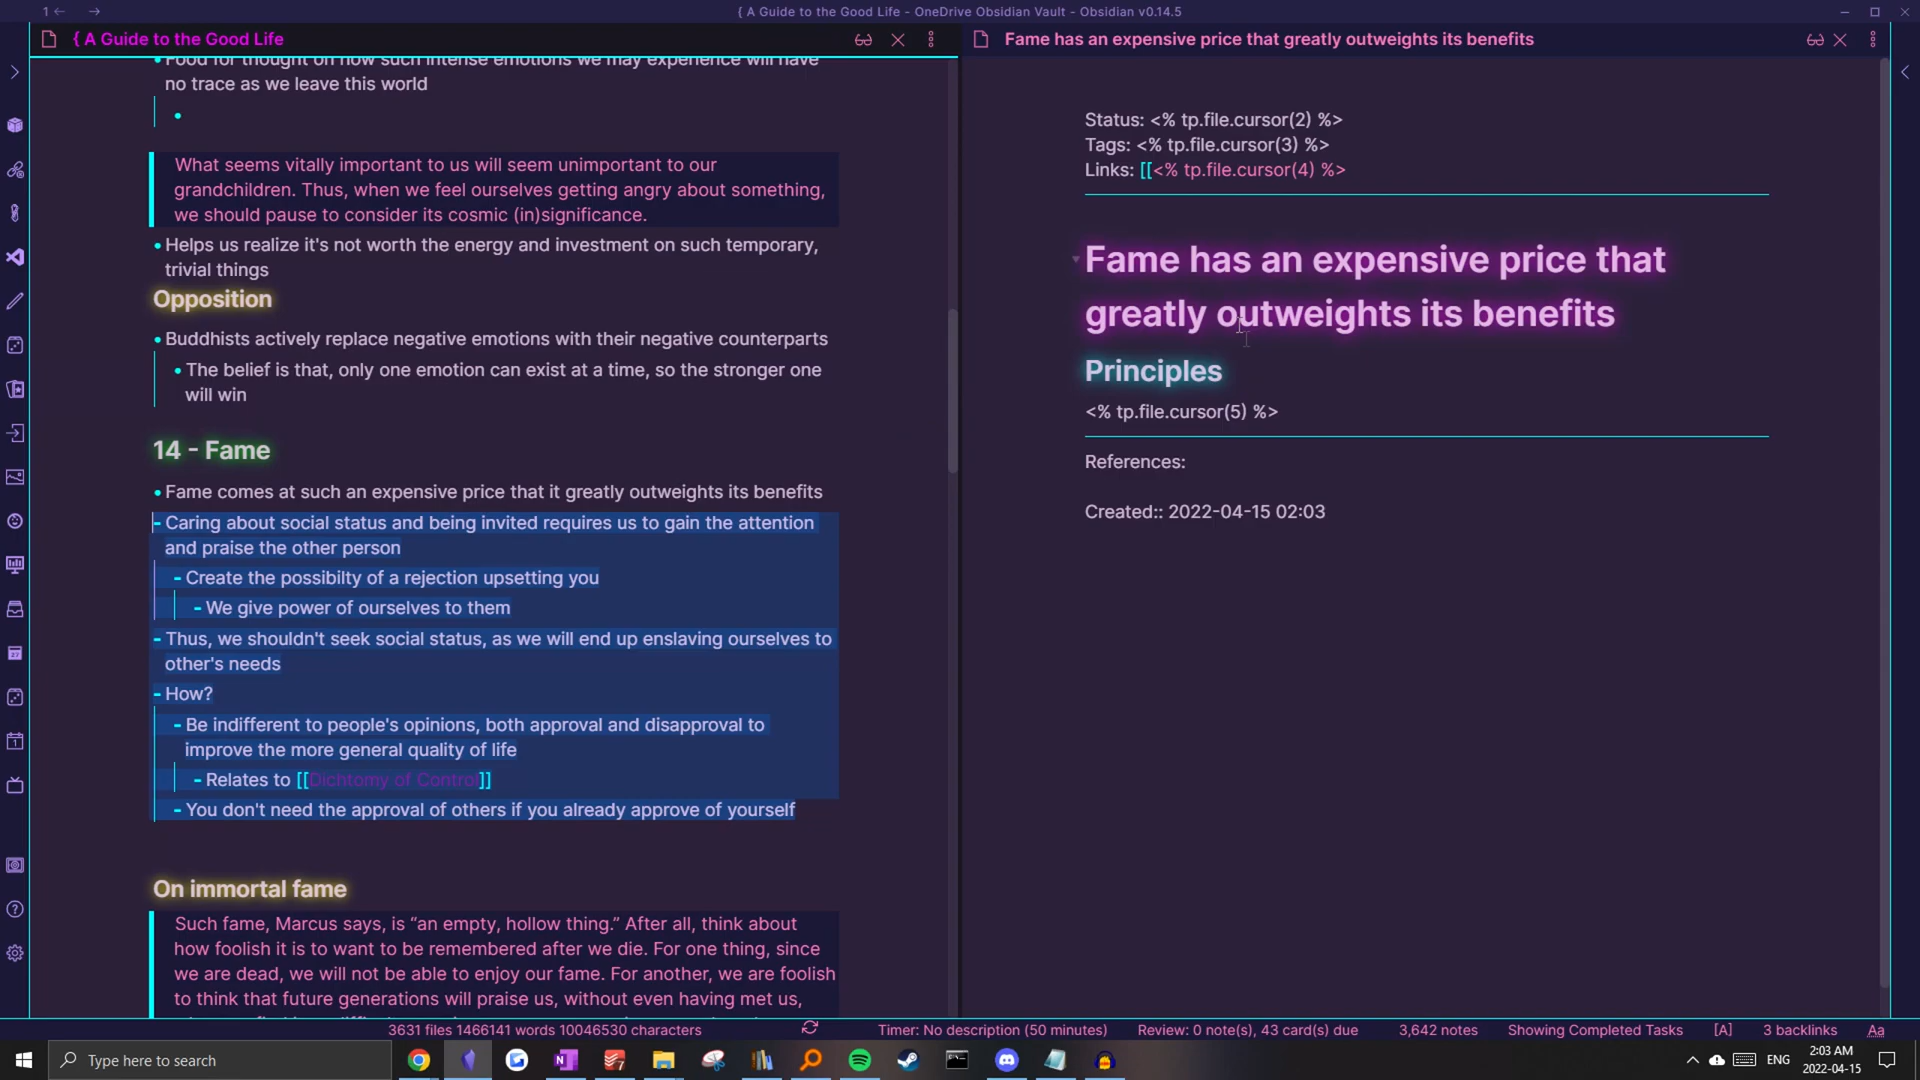 1
{ A Guide to the Good Life - OneDrive Obsidian Vault - Obsidian v0.14.5
{ A Guide to the Good Life
Food for thought on how such intense emotions we may experience will have
no trace as we leave this world
What seems vitally important to us will seem unimportant to our
grandchildren. Thus, when we feel ourselves getting angry about something,
we should pause to consider its cosmic (in)significance.
Helps us realize it's not worth the energy and investment on such temporary,
trivial things
Opposition
Buddhists actively replace negative emotions with their negative counterparts
The belief is that, only one emotion can exist at a time, so the stronger one
will win
14 - Fame
Fame comes at such an expensive price that it greatly outweights its benefits
- Caring about social status and being invited requires us to gain the attention
and praise the other person
- Create the possibilty of a rejection upsetting you
- We give power of ourselves to them
- Thus, we shouldn't seek social status, as we will end up enslaving ourselves to
other's needs
- How?
- Be indifferent to people's opinions, both approval and disapproval to
improve the more general quality of life
- Relates to [[Dichtomy of Control]]
- You don't need the approval of others if you already approve of yourself
On immortal fame
Such fame, Marcus says, is “an empty, hollow thing.” After all, think about
how foolish it is to want to be remembered after we die. For one thing, since
we are dead, we will not be able to enjoy our fame. For another, we are foolish
to think that future generations will praise us, without even having met us,
Fame has an expensive price that greatly outweights its benefits
Status: <% tp.file.cursor(2) %>
Tags: <% tp.file.cursor(3) %>
Links: [[<% tp.file.cursor(4) %>
Fame has an expensive price that
greatly outweights its benefits
Principles
<% tp.file.cursor(5) %>
References:
Created:: 2022-04-15 02:03
3631 files 1466141 words 10046530 characters
Timer: No description (50 minutes)
Review: 0 note(s), 43 card(s) due
3,642 notes
Showing Completed Tasks
[A]
3 backlinks
Aa
Type here to search
ENG
2:03 AM
2022-04-15